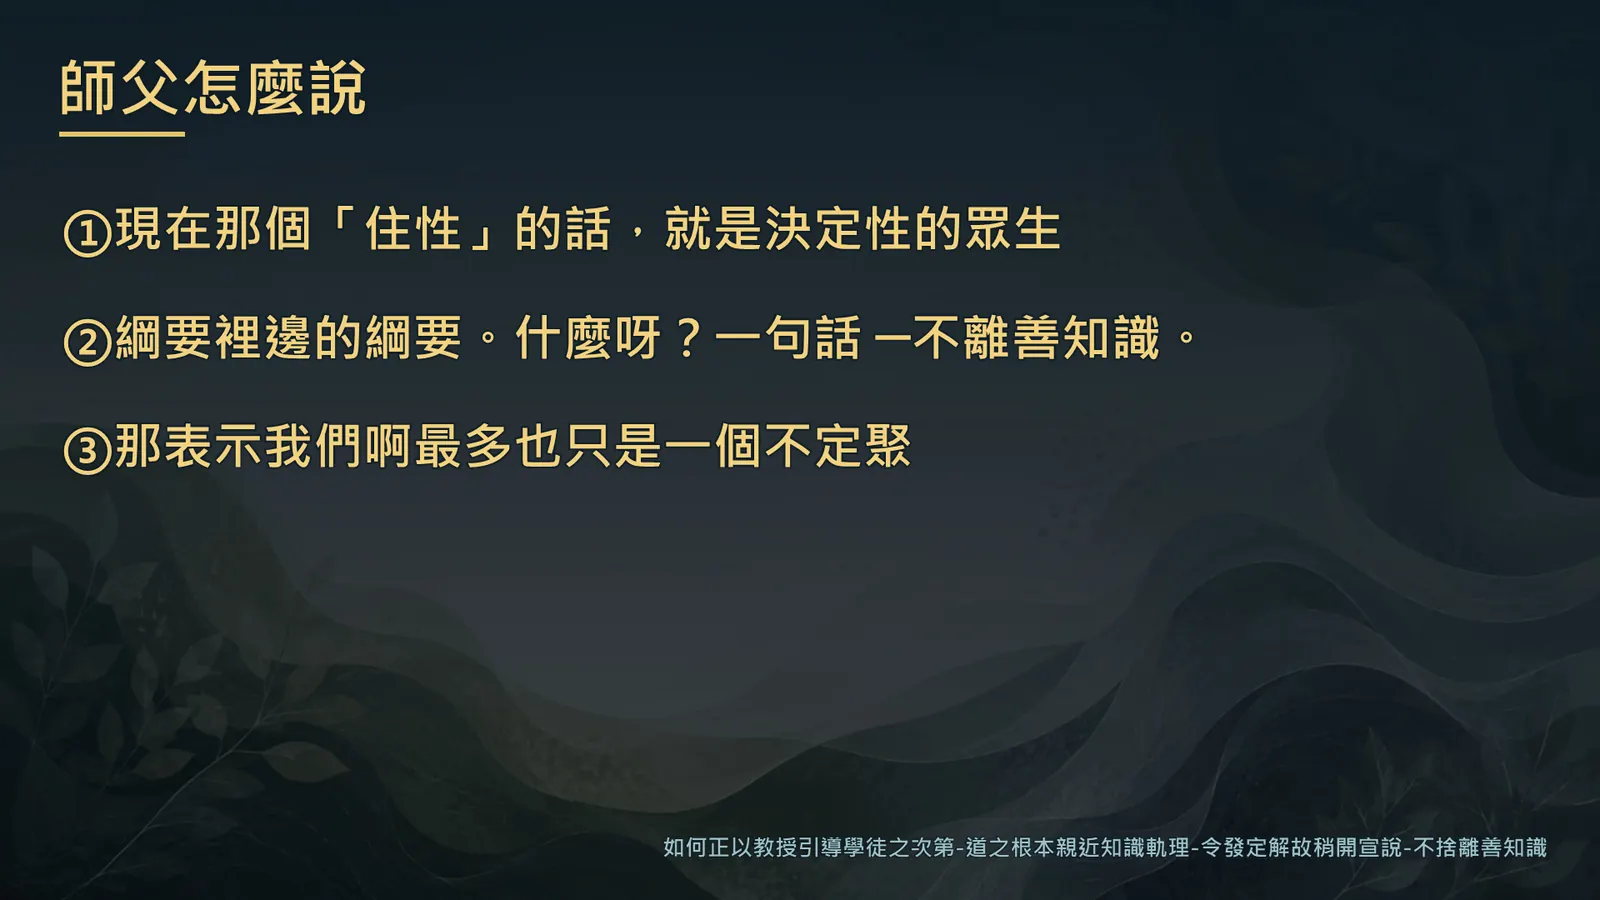 師父怎麼說
①現在那個「住性」的話，就是決定性的眾生
②綱要裡邊的綱要。什麼呀？一句話 —不離善知識。
③那表示我們啊最多也只是一個不定聚
如何正以教授引導學徒之次第-道之根本親近知識軌理-令發定解故稍開宣說-不捨離善知識